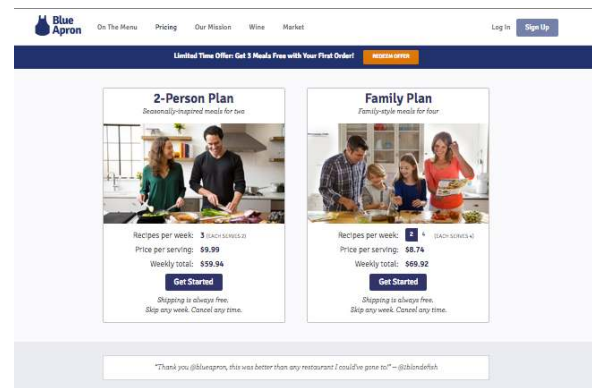 Blue
Apron
On The Menu Pricing Our Mission Wine Market Log In Sign Up
Limited Time Offer: Get 3 Meals Free with Your First Order! REDEEM OFFER
2-Person Plan
Seasonally-inspired meals for two
Recipes per week: 3 (EACH SERVES 2)
Price per serving: $9.99
Weekly total: $59.94
Get Started
Shipping is always free.
Skip any week. Cancel any time.
Family Plan
Family-style meals for four
Recipes per week: 2 4 (EACH SERVES 4)
Price per serving: $8.74
Weekly total: $69.92
Get Started
Shipping is always free.
Skip any week. Cancel any time.
"Thank you @blueapron, this was better than any restaurant I could've gone to!" – @1blondefish